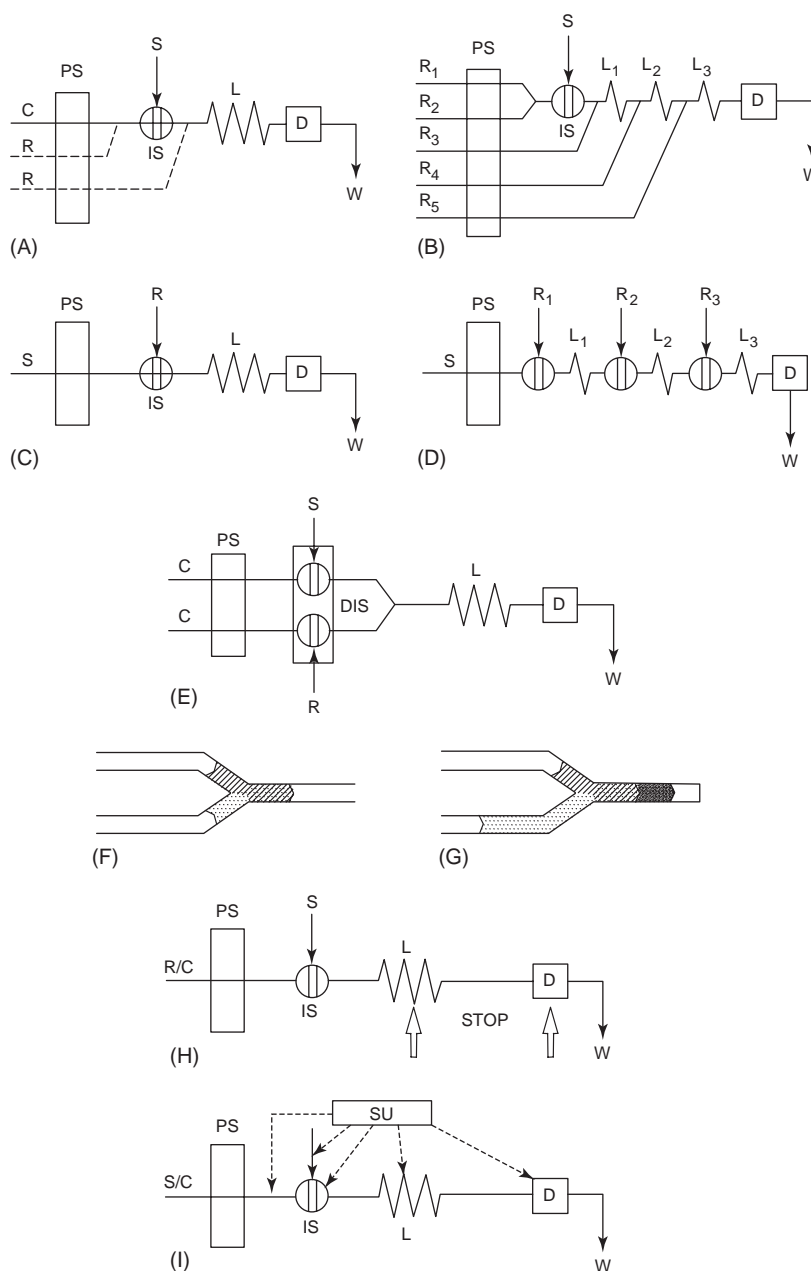 S
PS
L
C
D
R
IS
R
W
(A)
S
PS
R1
L1 L2 L3
R2
D
IS
R3
R4
R5
W
(B)
R
PS
L
S
D
IS
W
(C)
PS
R1 R2 R3
L1 L2 L3
S
D
W
(D)
S
PS
C
L
DIS
D
C
W
R
(E)
(F)
(G)
S
PS
L
R/C
D
IS
STOP
W
(H)
SU
PS
S/C
D
IS
L
W
(I)